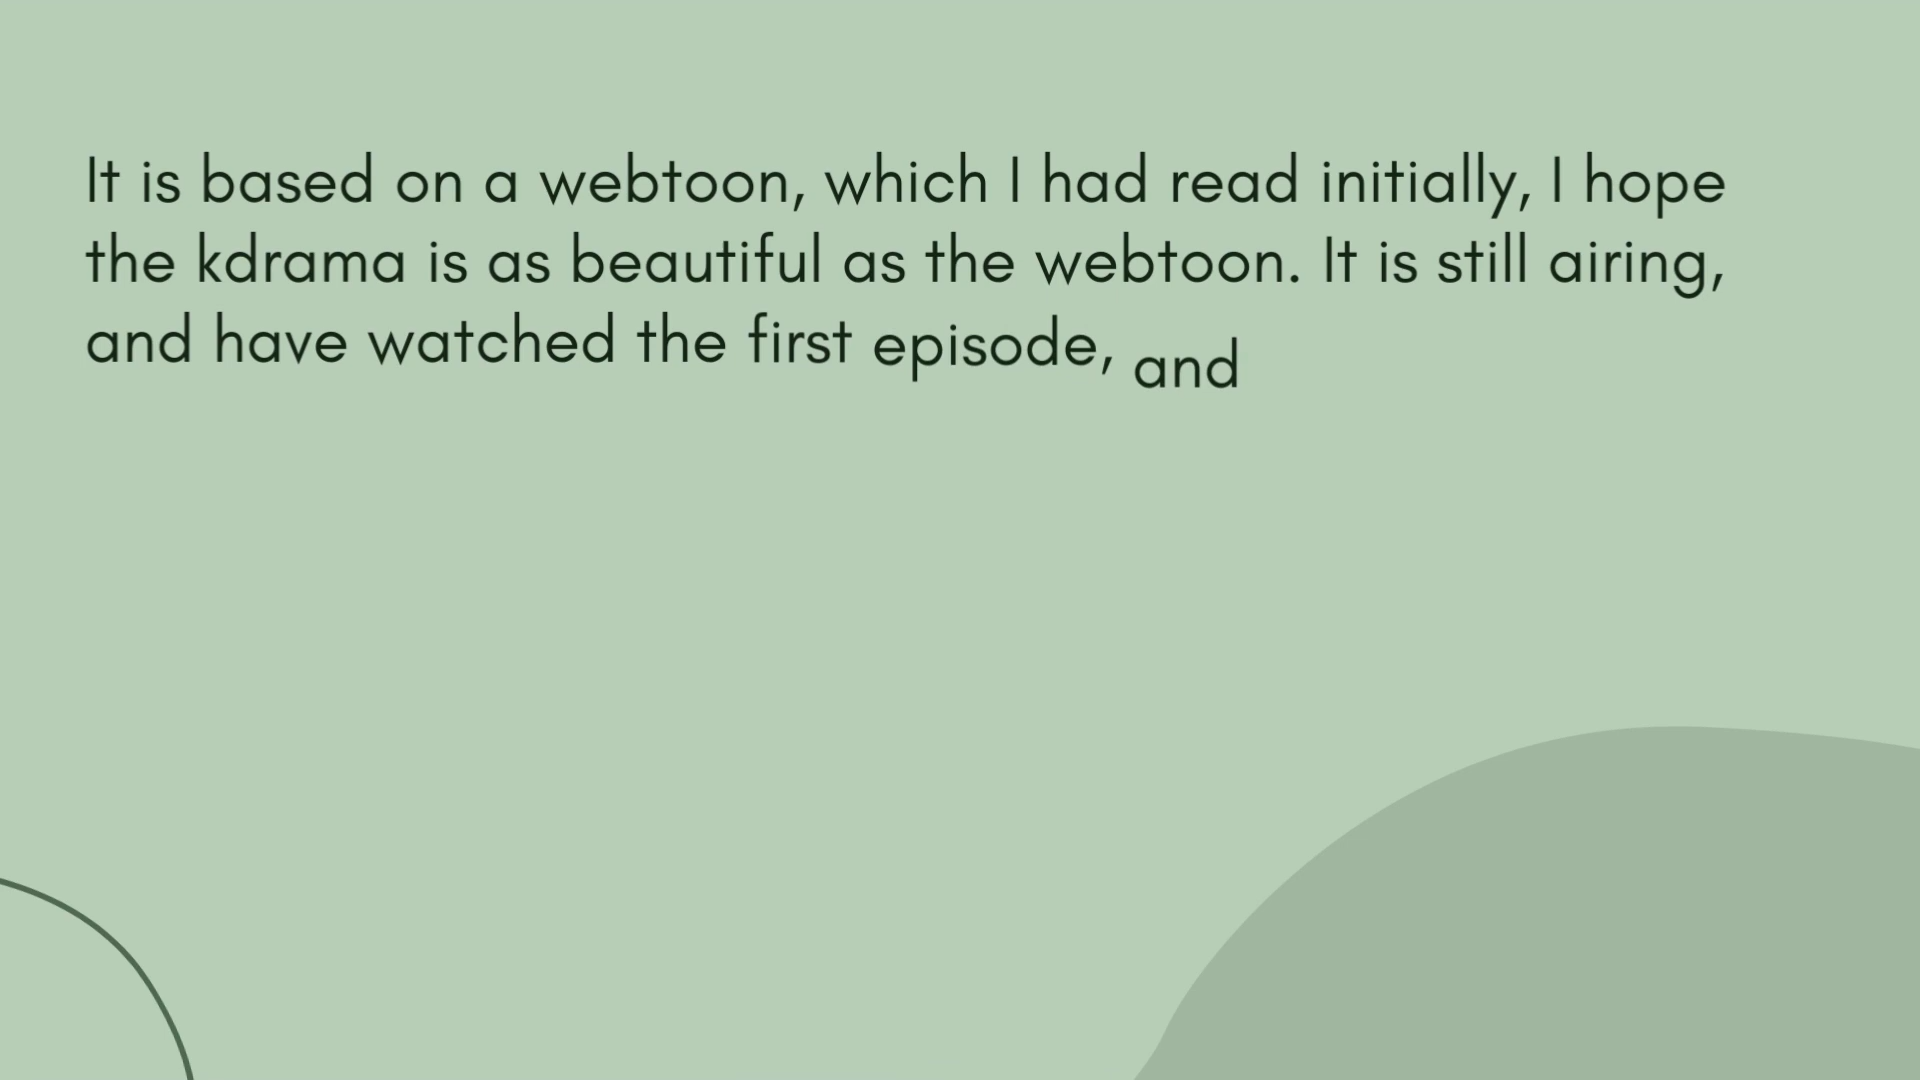 It is based on a webtoon, which I had read initially, I hope
the kdrama is as beautiful as the webtoon. It is still airing,
and have watched the first episode, and